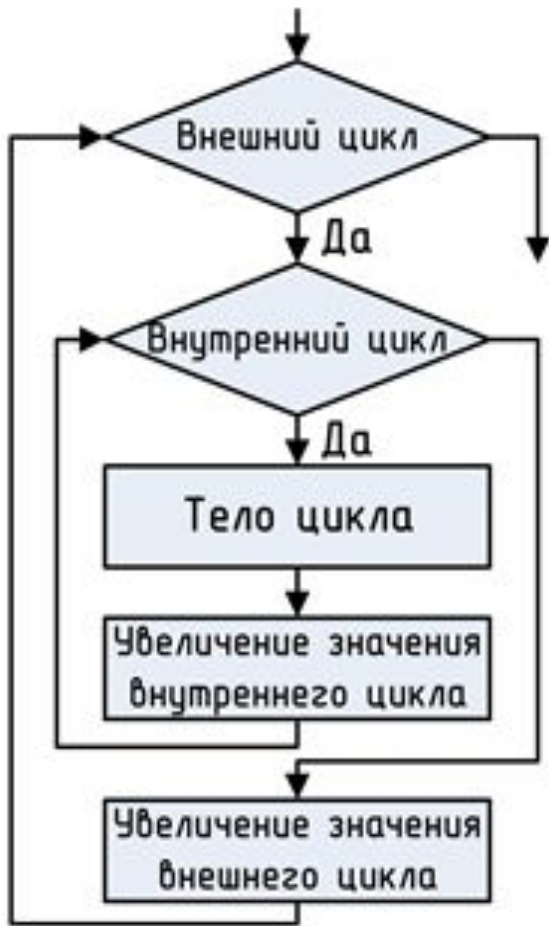 Внешний цикл
Да
Внутренний цикл
Да
Тело цикла
Увеличение значения
внутреннего цикла
Увеличение значения
внешнего цикла